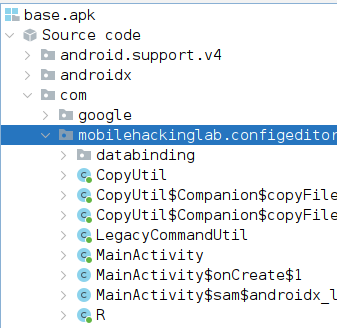 base.apk
Source code
android.support.v4
androidx
com
google
mobilehackinglab.configeditor
databinding
CopyUtil
CopyUtil$Companion$copyFile
CopyUtil$Companion$copyFile
LegacyCommandUtil
MainActivity
MainActivity$onCreate$1
MainActivity$sam$androidx_l
R